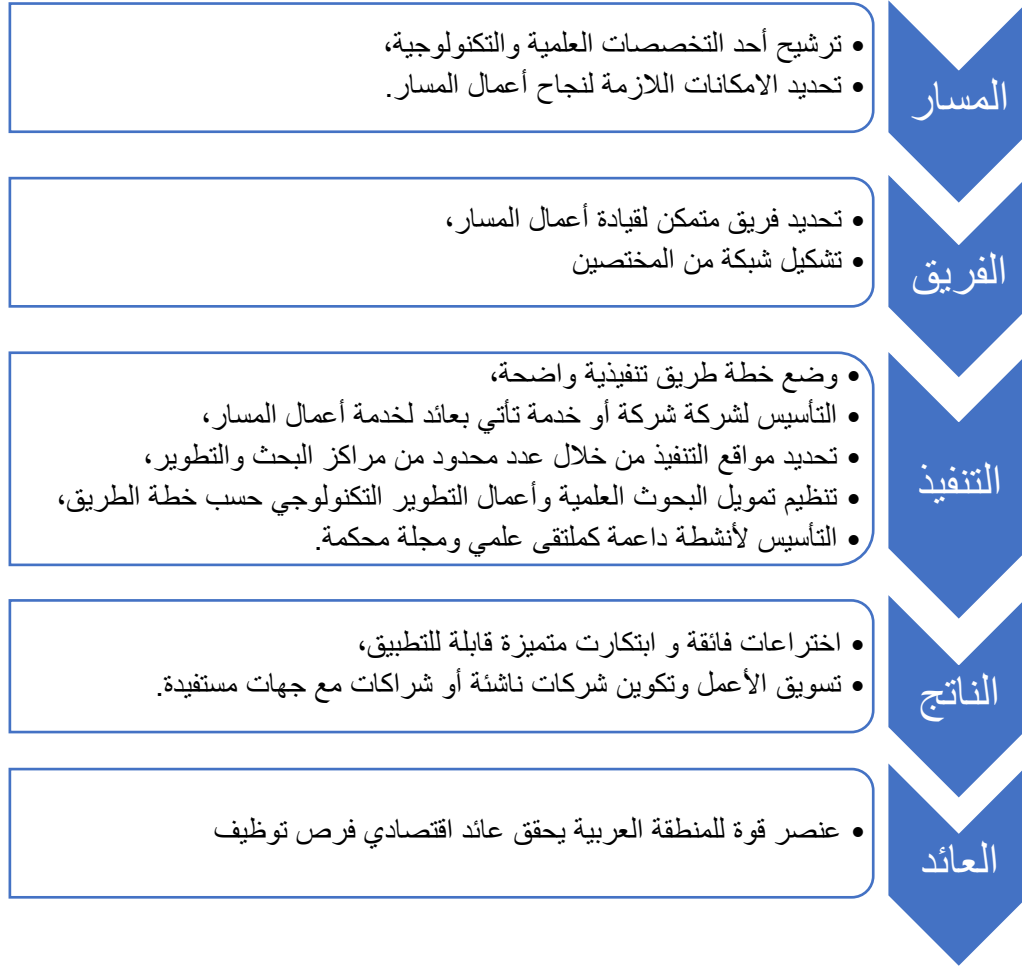 المسار
• ترشيح أحد التخصصات العلمية والتكنولوجية،
• تحديد الامكانات اللازمة لنجاح أعمال المسار.
الفريق
• تحديد فريق متمكن لقيادة أعمال المسار،
• تشكيل شبكة من المختصين
التنفيذ
• وضع خطة طريق تنفيذية واضحة،
• التأسيس لشركة شركة أو خدمة تأتي بعائد لخدمة أعمال المسار،
• تحديد مواقع التنفيذ من خلال عدد محدود من مراكز البحث والتطوير،
• تنظيم تمويل البحوث العلمية وأعمال التطوير التكنولوجي حسب خطة الطريق،
• التأسيس لأنشطة داعمة كملتقى علمي ومجلة محكمة.
الناتج
• اختراعات فائقة و ابتكارت متميزة قابلة للتطبيق،
• تسويق الأعمل وتكوين شركات ناشئة أو شراكات مع جهات مستفيدة.
العائد
• عنصر قوة للمنطقة العربية يحقق عائد اقتصادي فرص توظيف